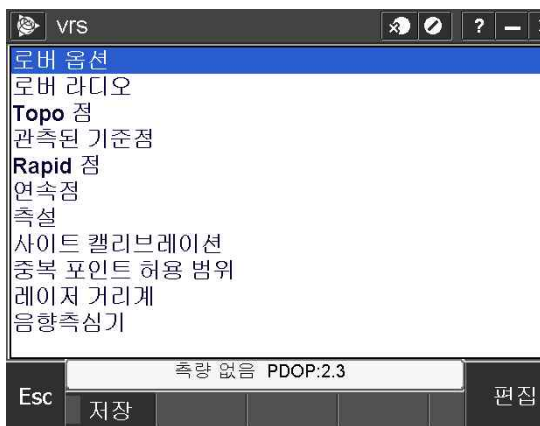 vrs ? –
로버 옵션
로버 라디오
Topo 점
관측된 기준점
Rapid 점
연속점
측설
사이트 캘리브레이션
중복 포인트 허용 범위
레이저 거리계
음향측심기
측량 없음 PDOP:2.3
Esc 저장 편집